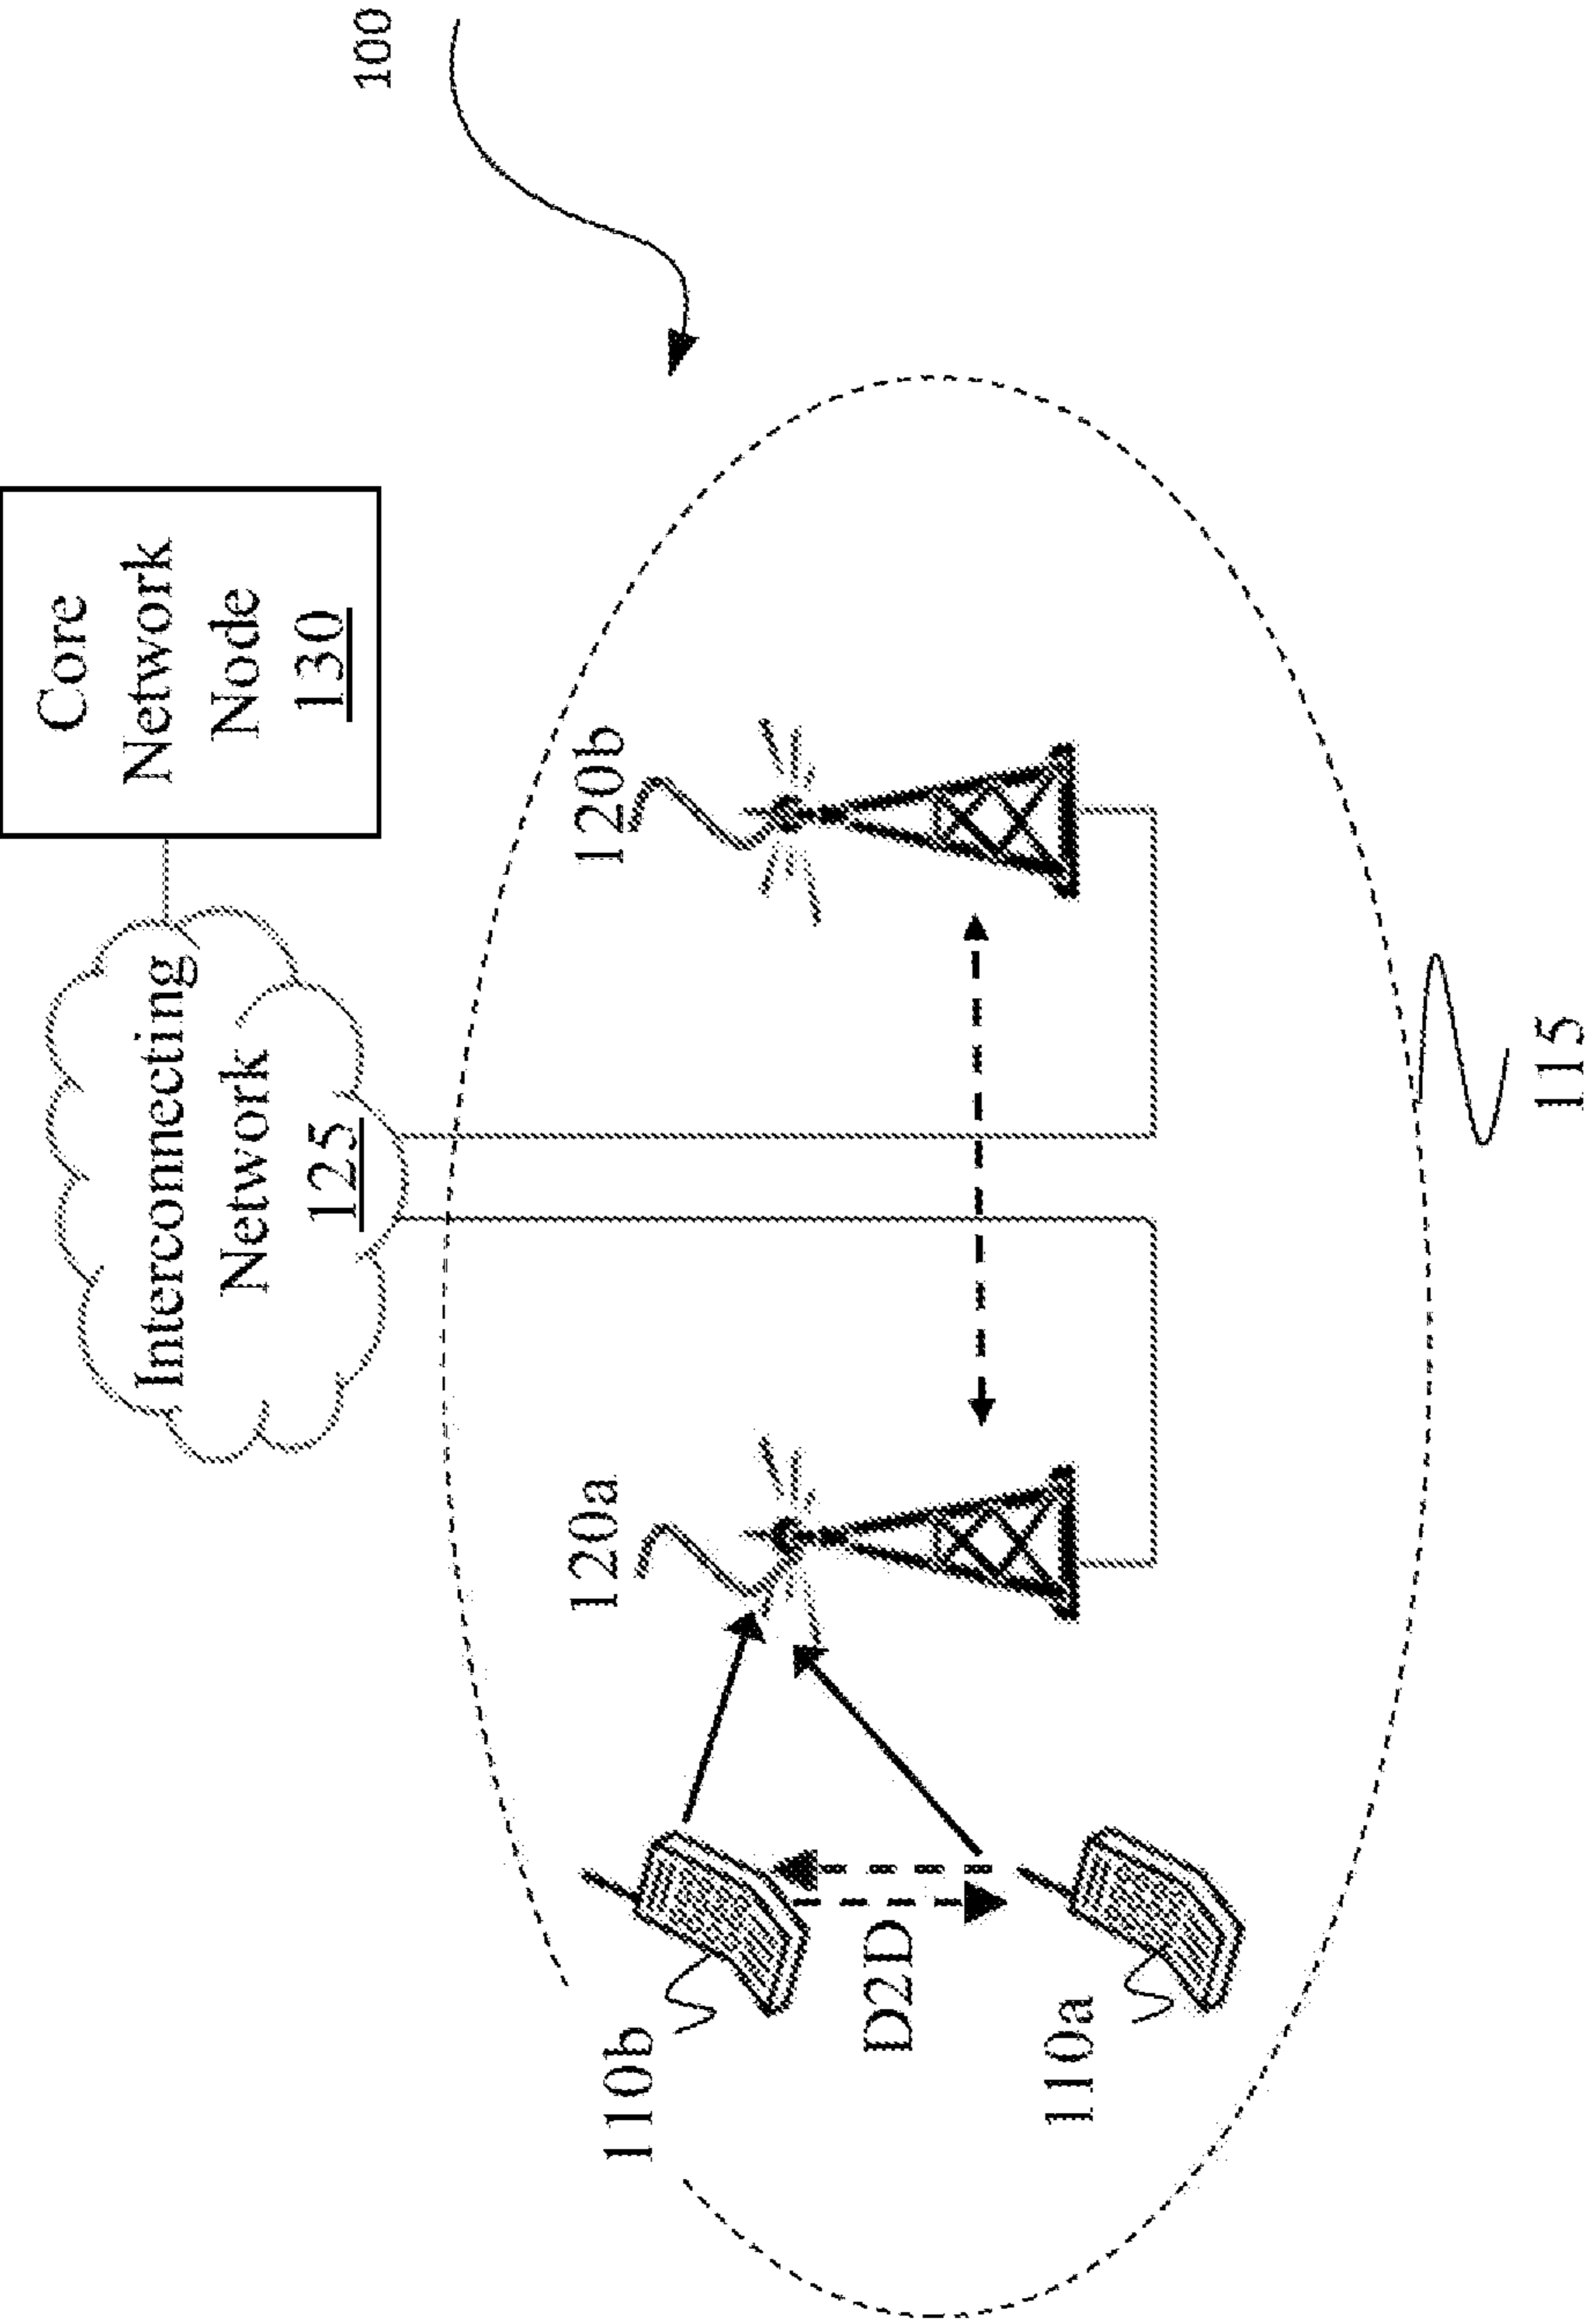 100
Core
Network
Node
130
Interconnecting
Network
125
120a
120b
110b
D2D
110a
115